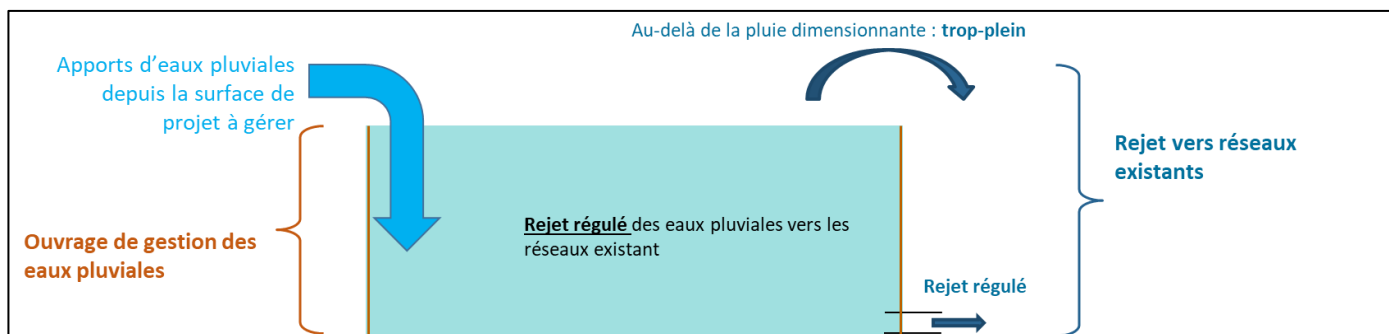 Au-delà de la pluie dimensionnante : trop-plein
Apports d'eaux pluviales
depuis la surface de
projet à gérer
Rejet vers réseaux
existants
Ouvrage de gestion des
eaux pluviales
Rejet régulé des eaux pluviales vers les
réseaux existant
Rejet régulé